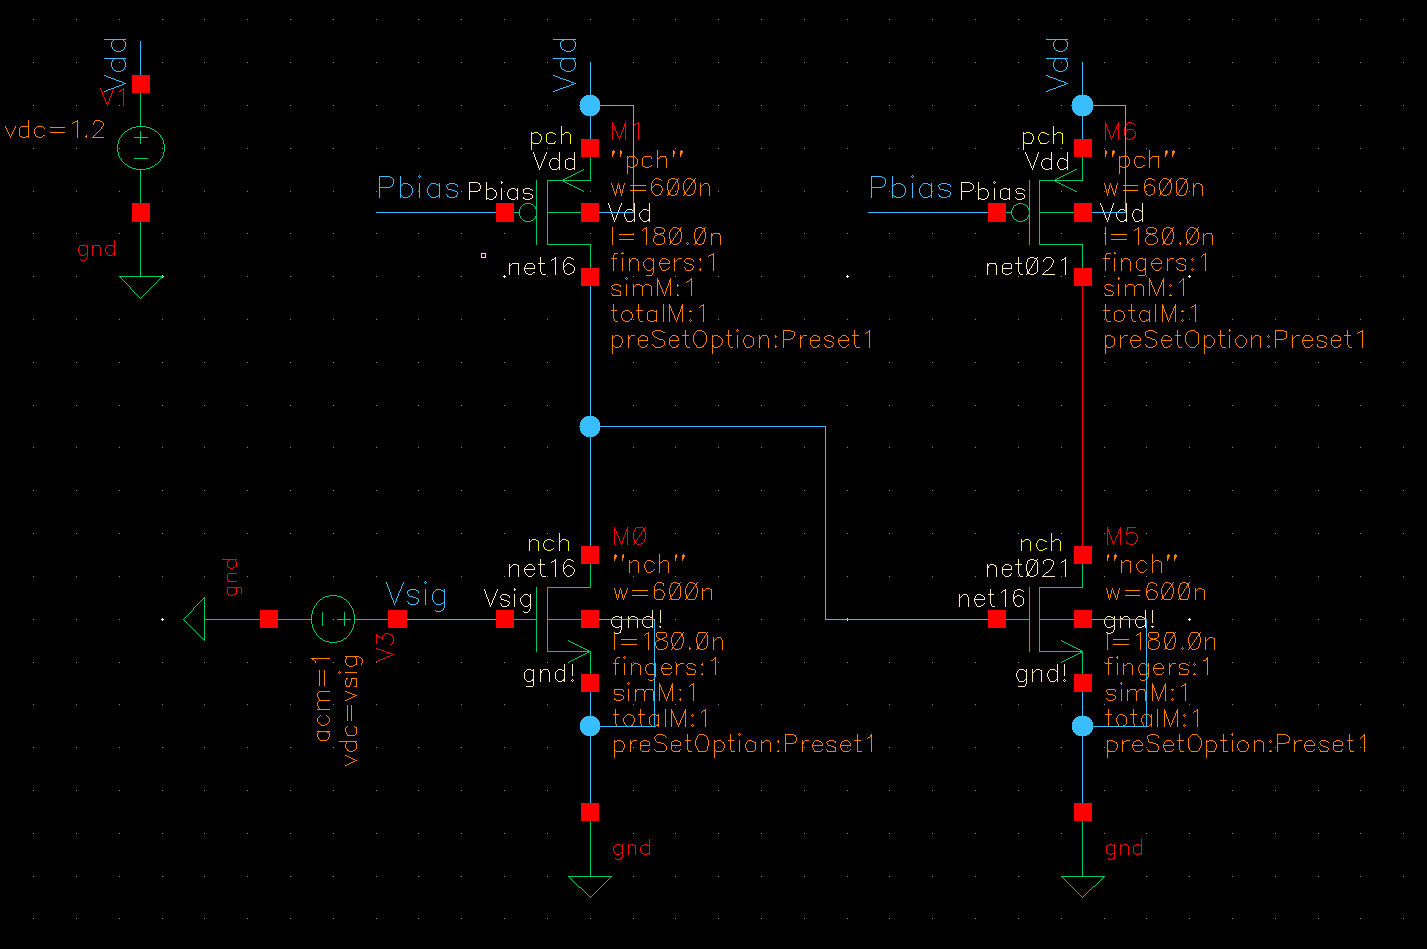 Vdd
V1
vdc=1.2
gnd
Vdd
pch
M1
Vdd
"pch"
w=600n
Pbias
Pbias
Vdd
l=180.0n
net16
fingers:1
simM:1
totalM:1
preSetOption:Preset1
Vdd
pch
M6
Vdd
"pch"
w=600n
Pbias
Pbias
Vdd
l=180.0n
net021
fingers:1
simM:1
totalM:1
preSetOption:Preset1
gnd
Vsig
V3
acm=1
vdc=vsig
nch
M0
net16
"nch"
w=600n
Vsig
gnd!
l=180.0n
gnd!
fingers:1
simM:1
totalM:1
preSetOption:Preset1
gnd
nch
M5
net021
"nch"
w=600n
net16
gnd!
l=180.0n
gnd!
fingers:1
simM:1
totalM:1
preSetOption:Preset1
gnd